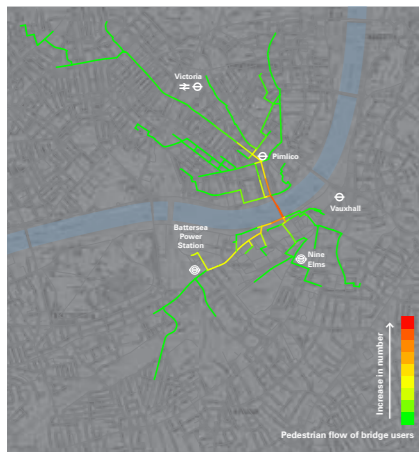 Victoria
Pimlico
Vauxhall
Battersea
Power
Station
Nine
Elms
Increase in number
Pedestrian flow of bridge users